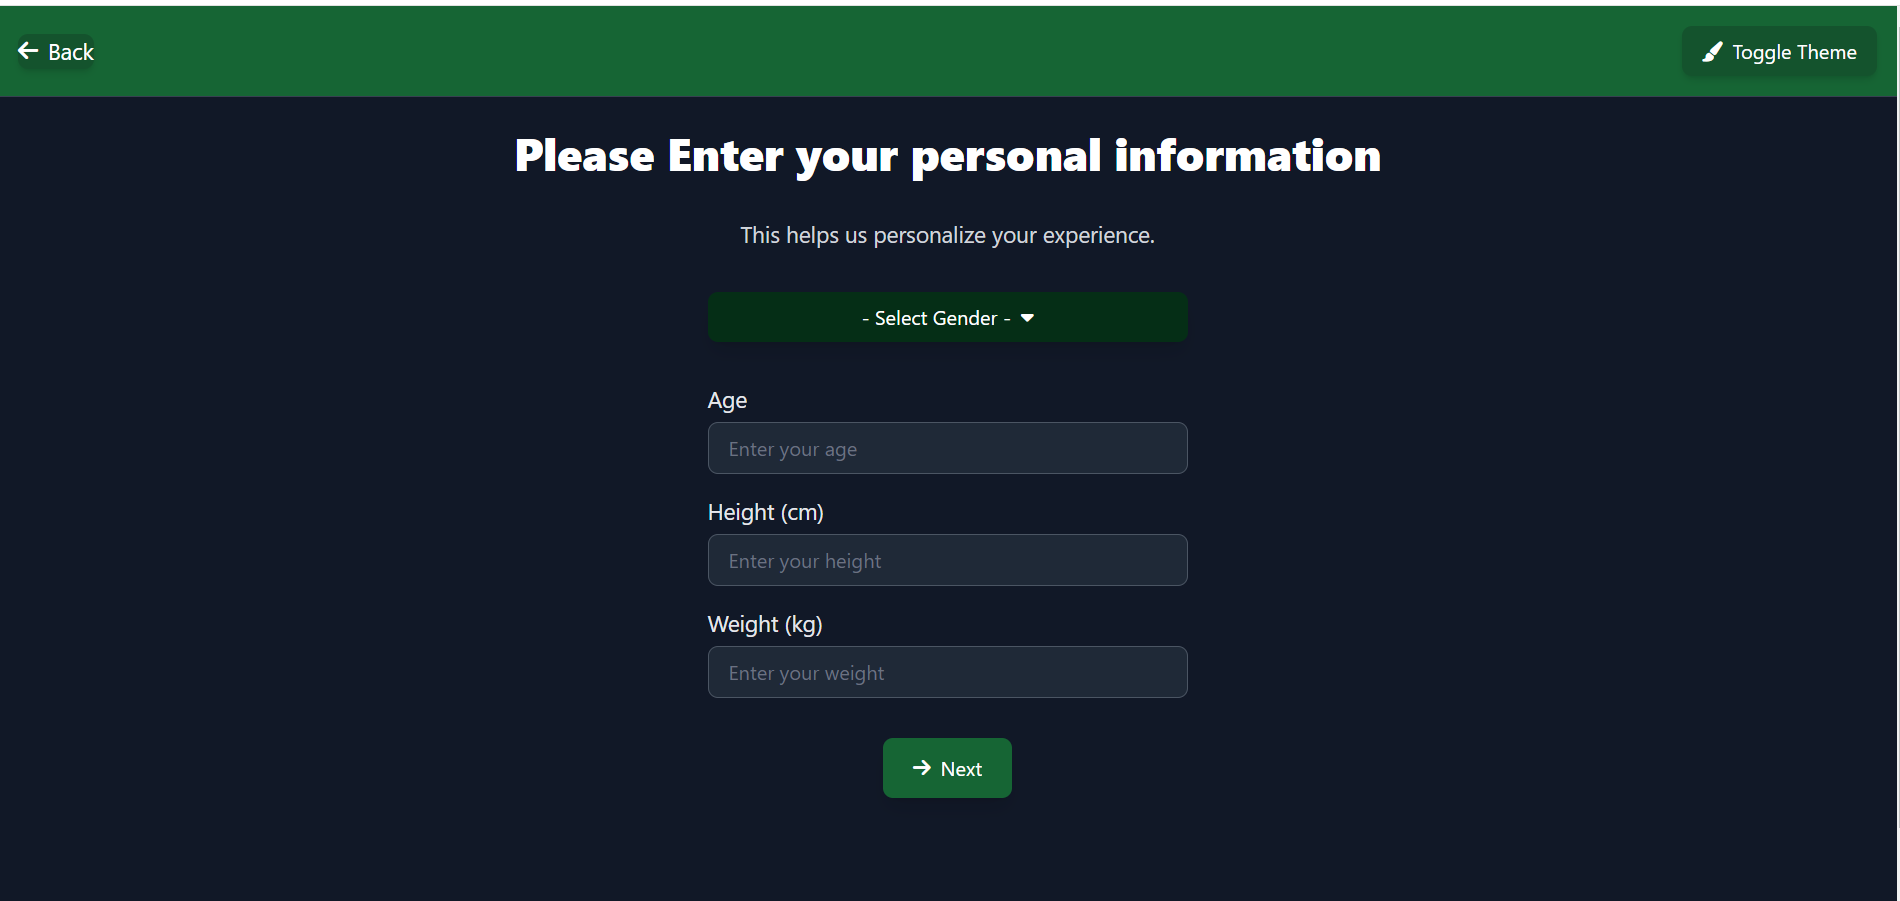 Back
Toggle Theme
Please Enter your personal information
This helps us personalize your experience.
- Select Gender -
Age
Enter your age
Height (cm)
Enter your height
Weight (kg)
Enter your weight
Next